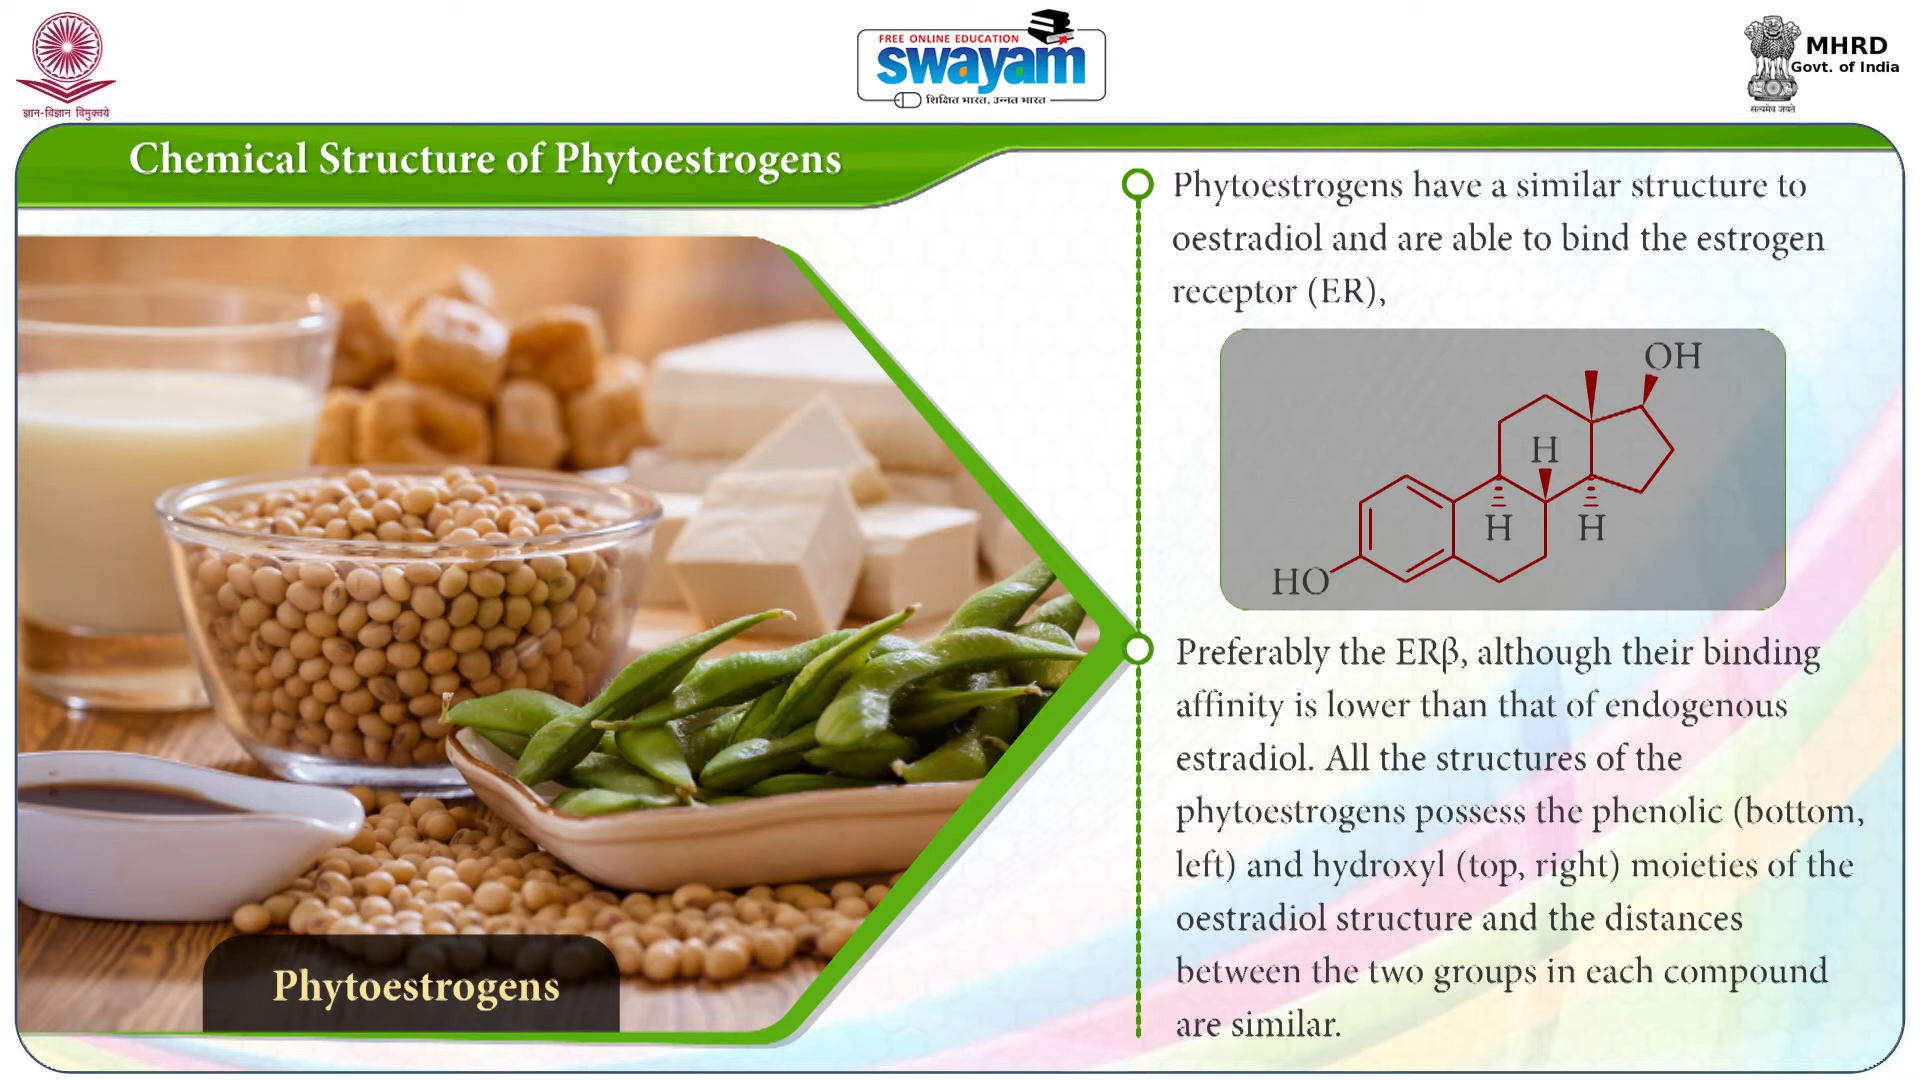 ज्ञान-विज्ञान विमुक्तये
FREE ONLINE EDUCATION
swayam
शिक्षित भारत, उन्नत भारत
MHRD
Govt. of India
सत्यमेव जयते
Chemical Structure of Phytoestrogens
Phytoestrogens have a similar structure to
oestradiol and are able to bind the estrogen
receptor (ER),
OH
H
H
H
HO
Preferably the ERβ, although their binding
affinity is lower than that of endogenous
estradiol. All the structures of the
phytoestrogens possess the phenolic (bottom,
left) and hydroxyl (top, right) moieties of the
oestradiol structure and the distances
between the two groups in each compound
are similar.
Phytoestrogens